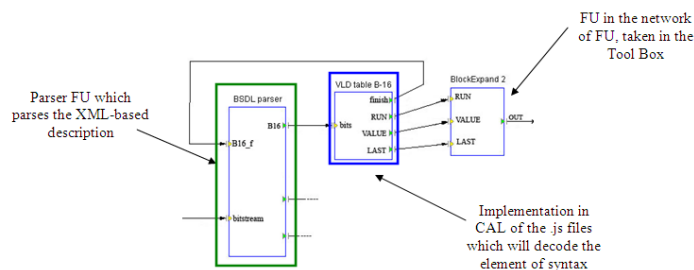 FU in the network
of FU, taken in the
Tool Box
Parser FU which
parses the XML-based
description
BSDL parser
B16
B16_f
bitstream
VLD table B-16
finish
bits
RUN
VALUE
LAST
BlockExpand 2
RUN
VALUE
LAST
OUT
Implementation in
CAL of the .js files
which will decode the
element of syntax